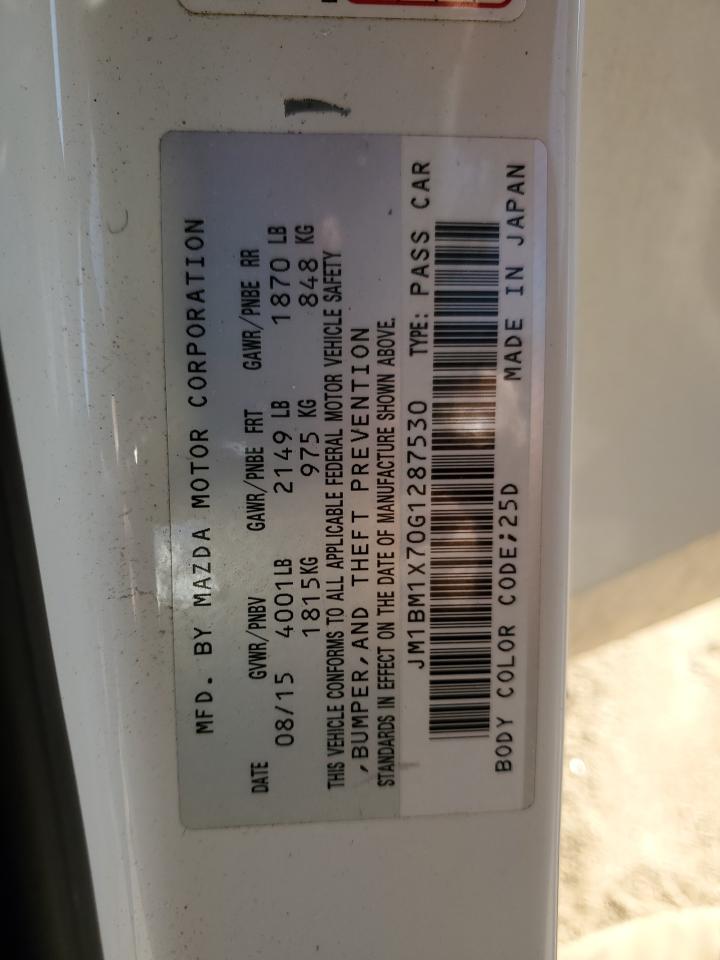 MFD. BY MAZDA MOTOR CORPORATION
DATE GVWR/PNBV GAWR/PNBE FRT GAWR/PNBE RR
08/15 4001LB 2149 LB 1870 LB
1815KG 975 KG 848 KG
THIS VEHICLE CONFORMS TO ALL APPLICABLE FEDERAL MOTOR VEHICLE SAFETY
,BUMPER,AND THEFT PREVENTION
STANDARDS IN EFFECT ON THE DATE OF MANUFACTURE SHOWN ABOVE.
JM1BM1X70G1287530 TYPE: PASS CAR
BODY COLOR CODE;25D MADE IN JAPAN